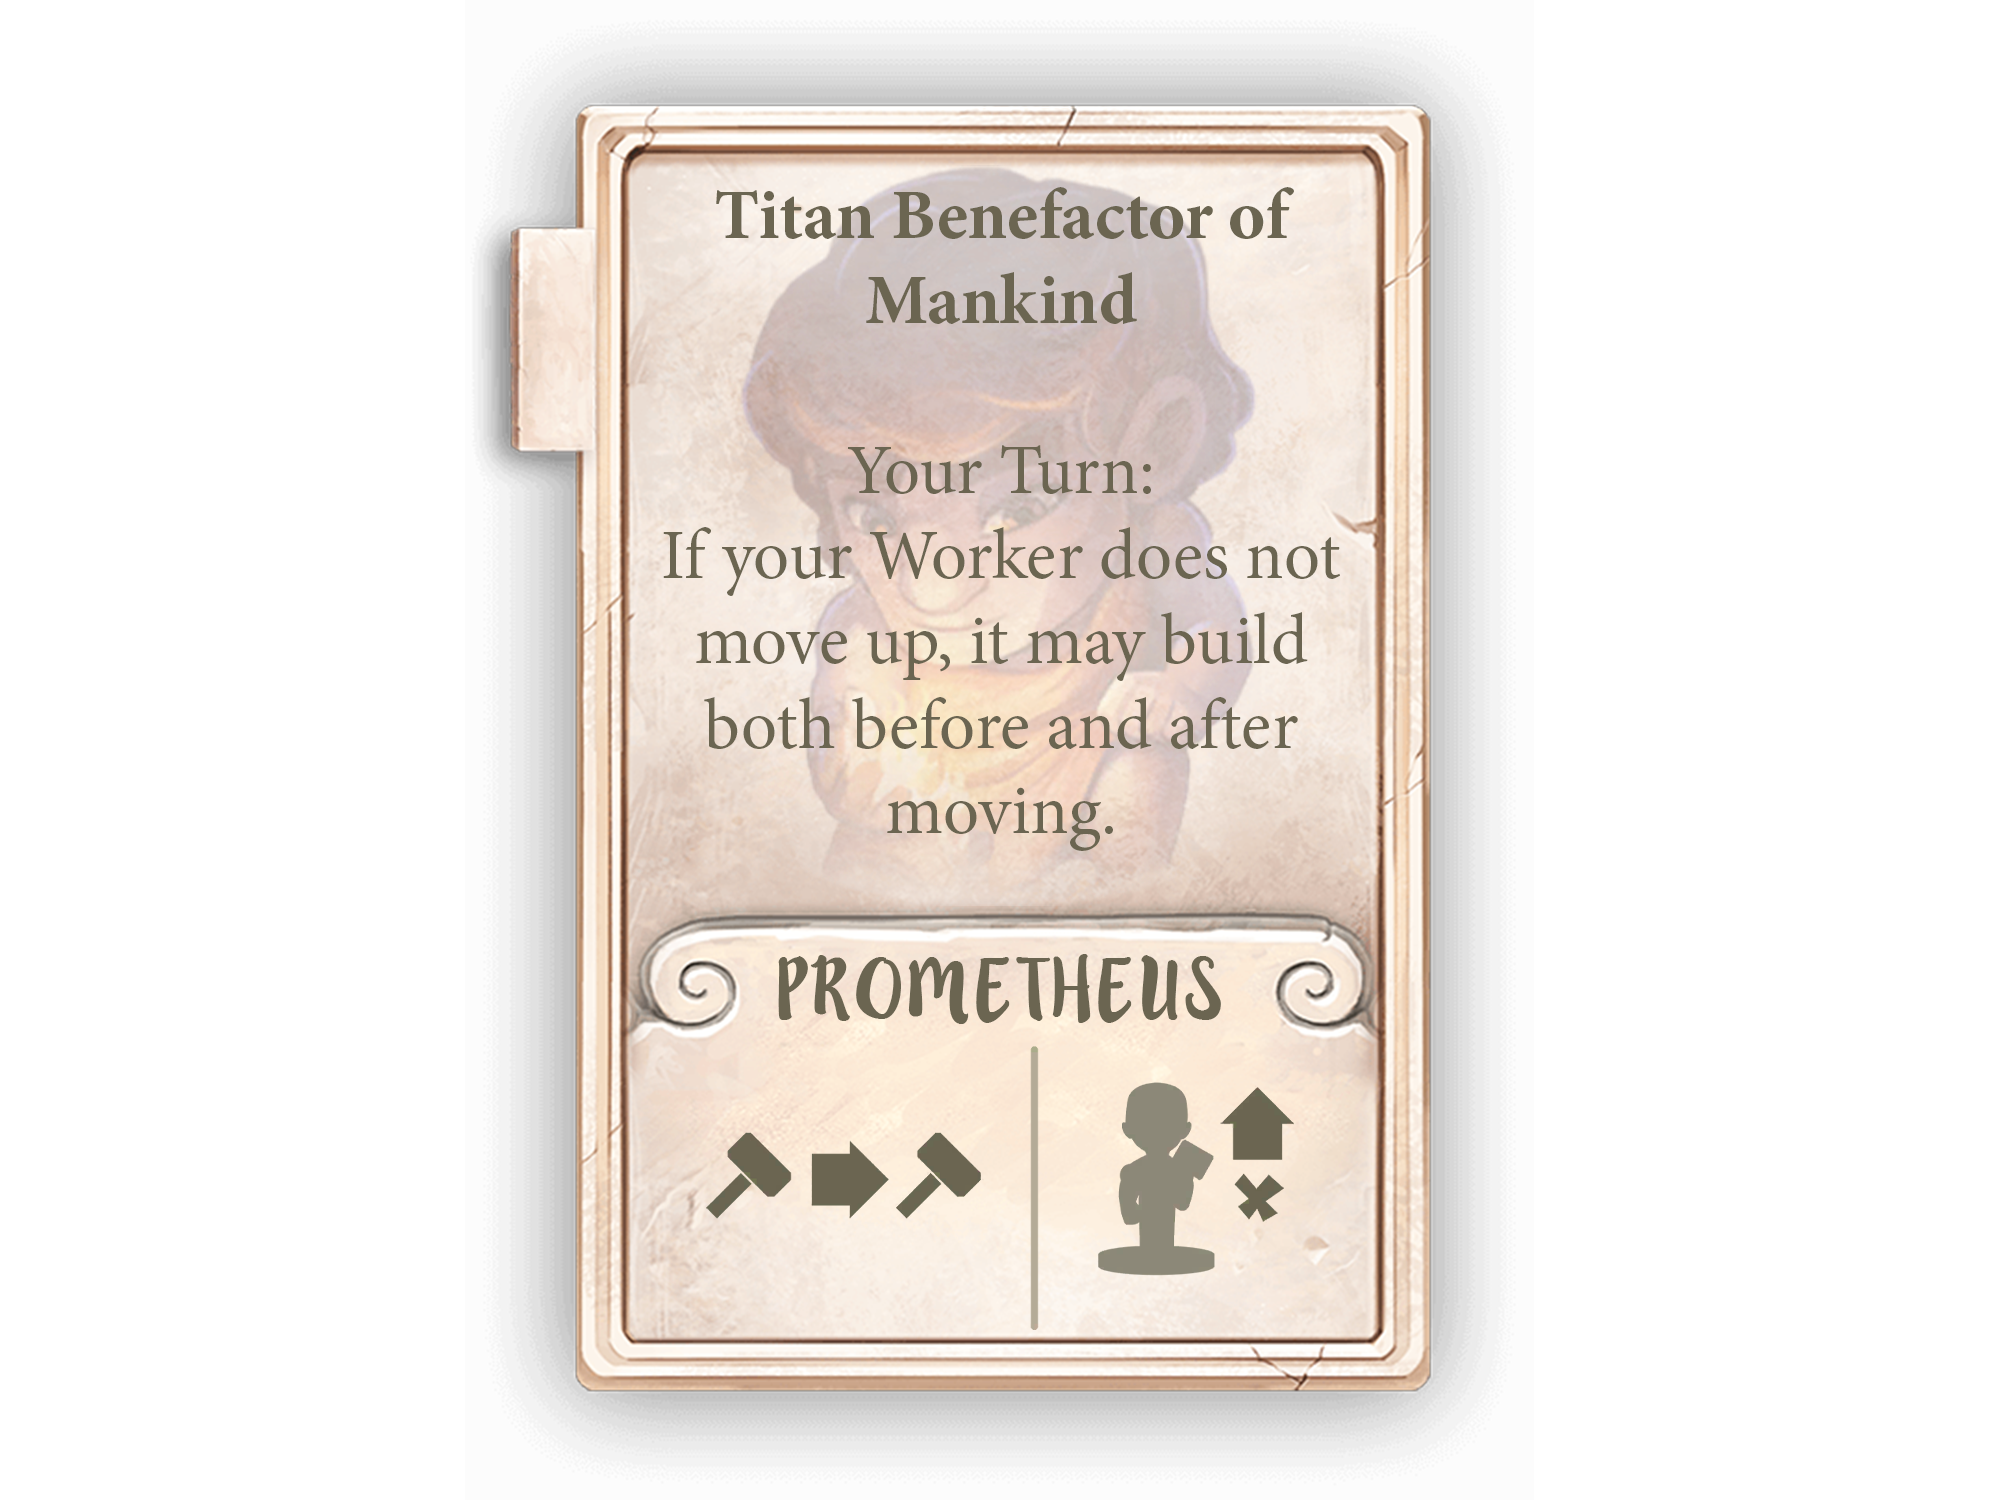 Titan Benefactor of
Mankind
Your Turn:
If your Worker does not
move up, it may build
both before and after
moving.
PROMETHEUS